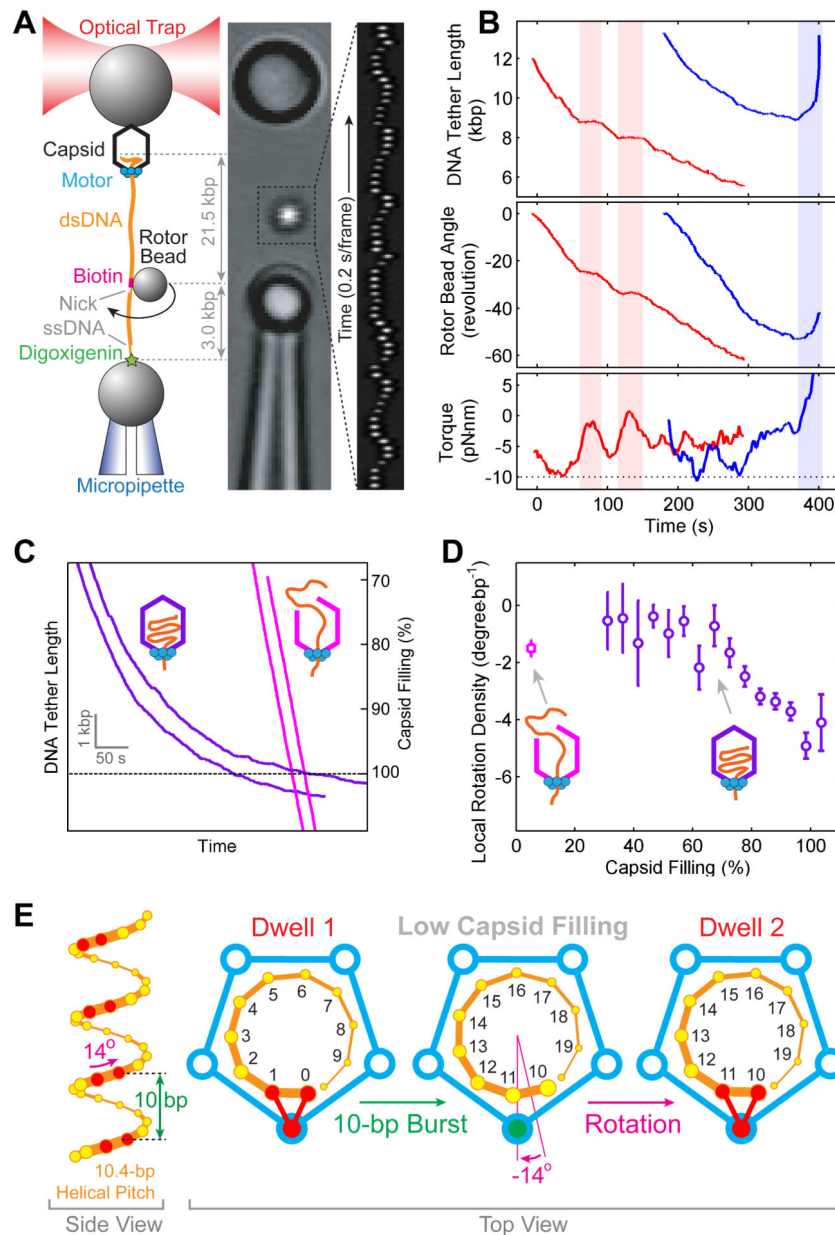 A
Optical Trap
Capsid
Motor
dsDNA
Rotor
Bead
Biotin
Nick
ssDNA
Digoxigenin
Micropipette
21.5 kbp
3.0 kbp
Time (0.2 s/frame)
B
DNA Tether Length
(kbp)
12
10
8
6
Rotor Bead Angle
(revolution)
0
-20
-40
-60
Torque
(pN·nm)
5
0
-5
-10
0
100
200
300
400
Time (s)
C
DNA Tether Length
1 kbp
50 s
Time
70
80
90
100
Capsid Filling (%)
D
Local Rotation Density (degree·bp-1)
0
-2
-4
-6
0
20
40
60
80
100
Capsid Filling (%)
E
14o
10 bp
10.4-bp
Helical Pitch
Side View
Dwell 1
Low Capsid Filling
Dwell 2
0
1
2
3
4
5
6
7
8
9
10-bp Burst
10
11
12
13
14
15
16
17
18
19
-14o
Rotation
10
11
12
13
14
15
16
17
18
19
Top View